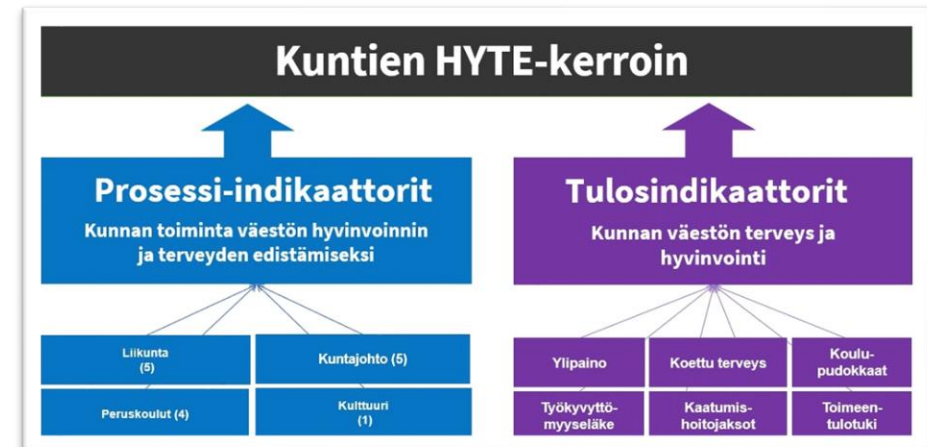 Kuntien HYTE-kerroin
Prosessi-indikaattorit
Kunnan toiminta väestön hyvinvoinnin
ja terveyden edistämiseksi
Tulosindikaattorit
Kunnan väestön terveys ja
hyvinvointi
Liikunta
(5)
Kuntajohto (5)
Peruskoulut (4)
Kulttuuri
(1)
Ylipaino
Koettu terveys
Koulu-
pudokkaat
Työkyvyttö-
myyseläke
Kaatumis-
hoitojaksot
Toimeen-
tulotuki